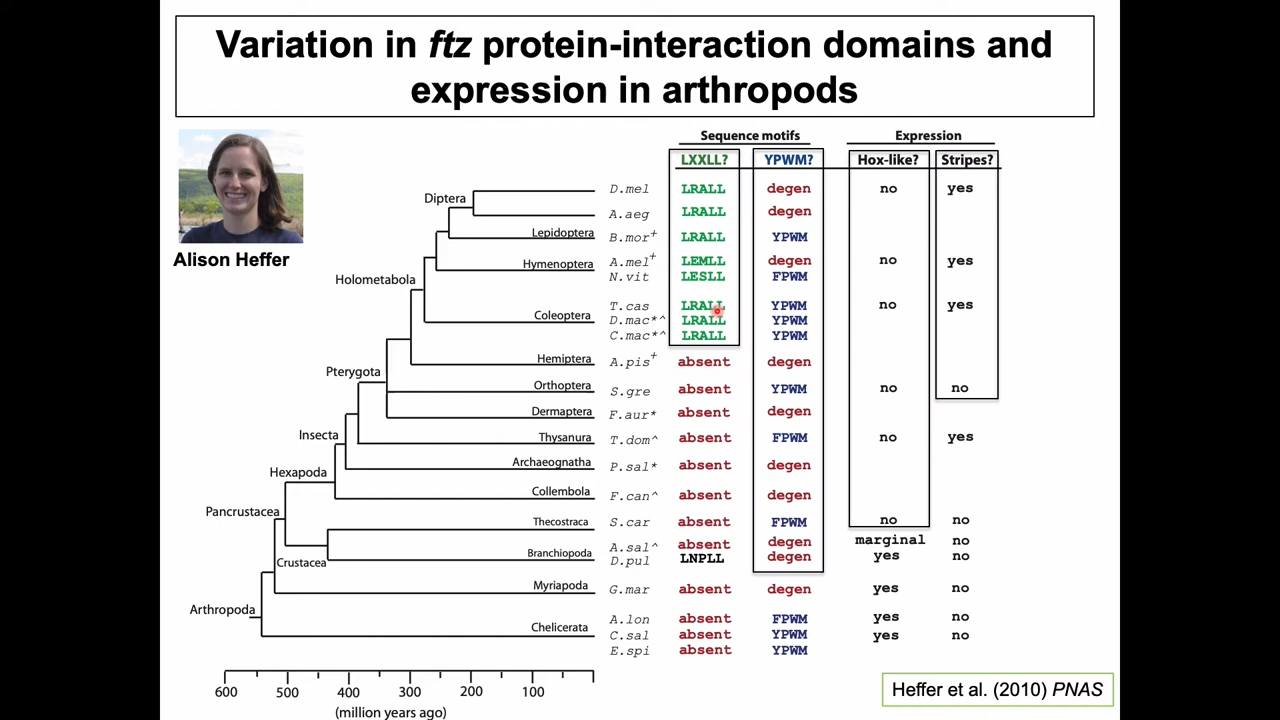 Variation in ftz protein-interaction domains and
expression in arthropods
Alison Heffer
Sequence motifs Expression
LXXLL? YPWM? Hox-like? Stripes?
Diptera
D.mel LRALL degen no yes
A.aeg LRALL degen
Lepidoptera B.mor+ LRALL YPWM
Hymenoptera A.mel+ LEMLL degen no yes
N.vit LESLL FPWM
Holometabola
T.cas LRALL YPWM no yes
Coleoptera D.mac*^ LRALL YPWM
C.mac*^ LRALL YPWM
Hemiptera A.pis+ absent degen
Pterygota
Orthoptera S.gre absent YPWM no no
Dermaptera F.aur* absent degen
Insecta Thysanura T.dom^ absent FPWM no yes
Archaeognatha P.sal* absent degen
Hexapoda
Collembola F.can^ absent degen
Pancrustacea
Thecostraca S.car absent FPWM no no
A.sal^ absent degen marginal no
Branchiopoda D.pul LNPLL degen yes no
Crustacea
Myriapoda G.mar absent degen yes no
Arthropoda
A.lon absent FPWM yes no
Chelicerata C.sal absent YPWM yes no
E.spi absent YPWM
600 500 400 300 200 100
(million years ago)
Heffer et al. (2010) PNAS